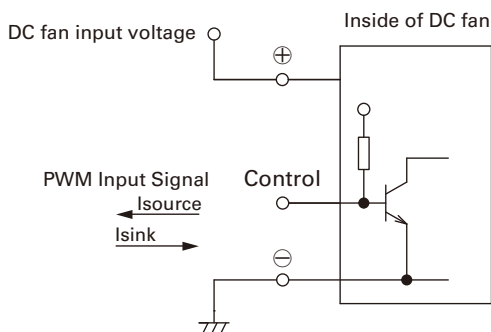 Inside of DC fan
DC fan input voltage
⊕
PWM Input Signal
Control
Isource
Isink
⊖